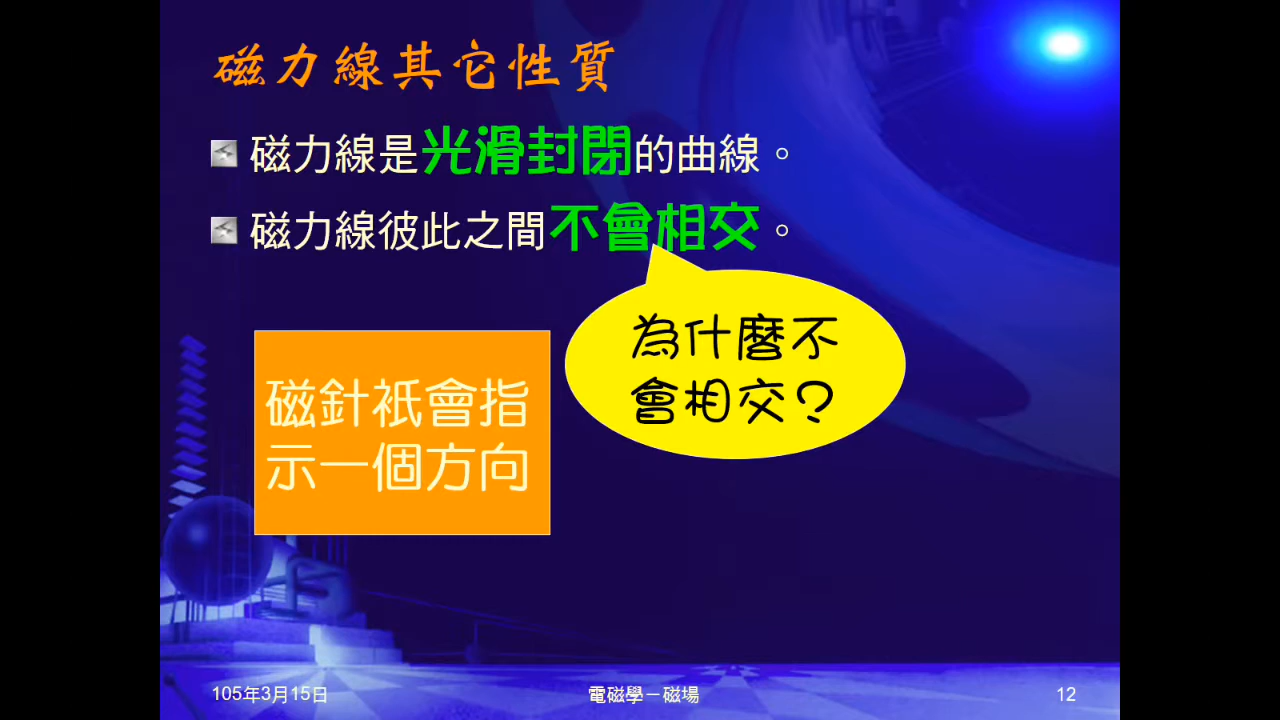 磁力線其它性質
磁力線是光滑封閉的曲線。
磁力線彼此之間不會相交。
為什麼不
會相交？
磁針祇會指
示一個方向
105年3月15日
電磁學－磁場
12